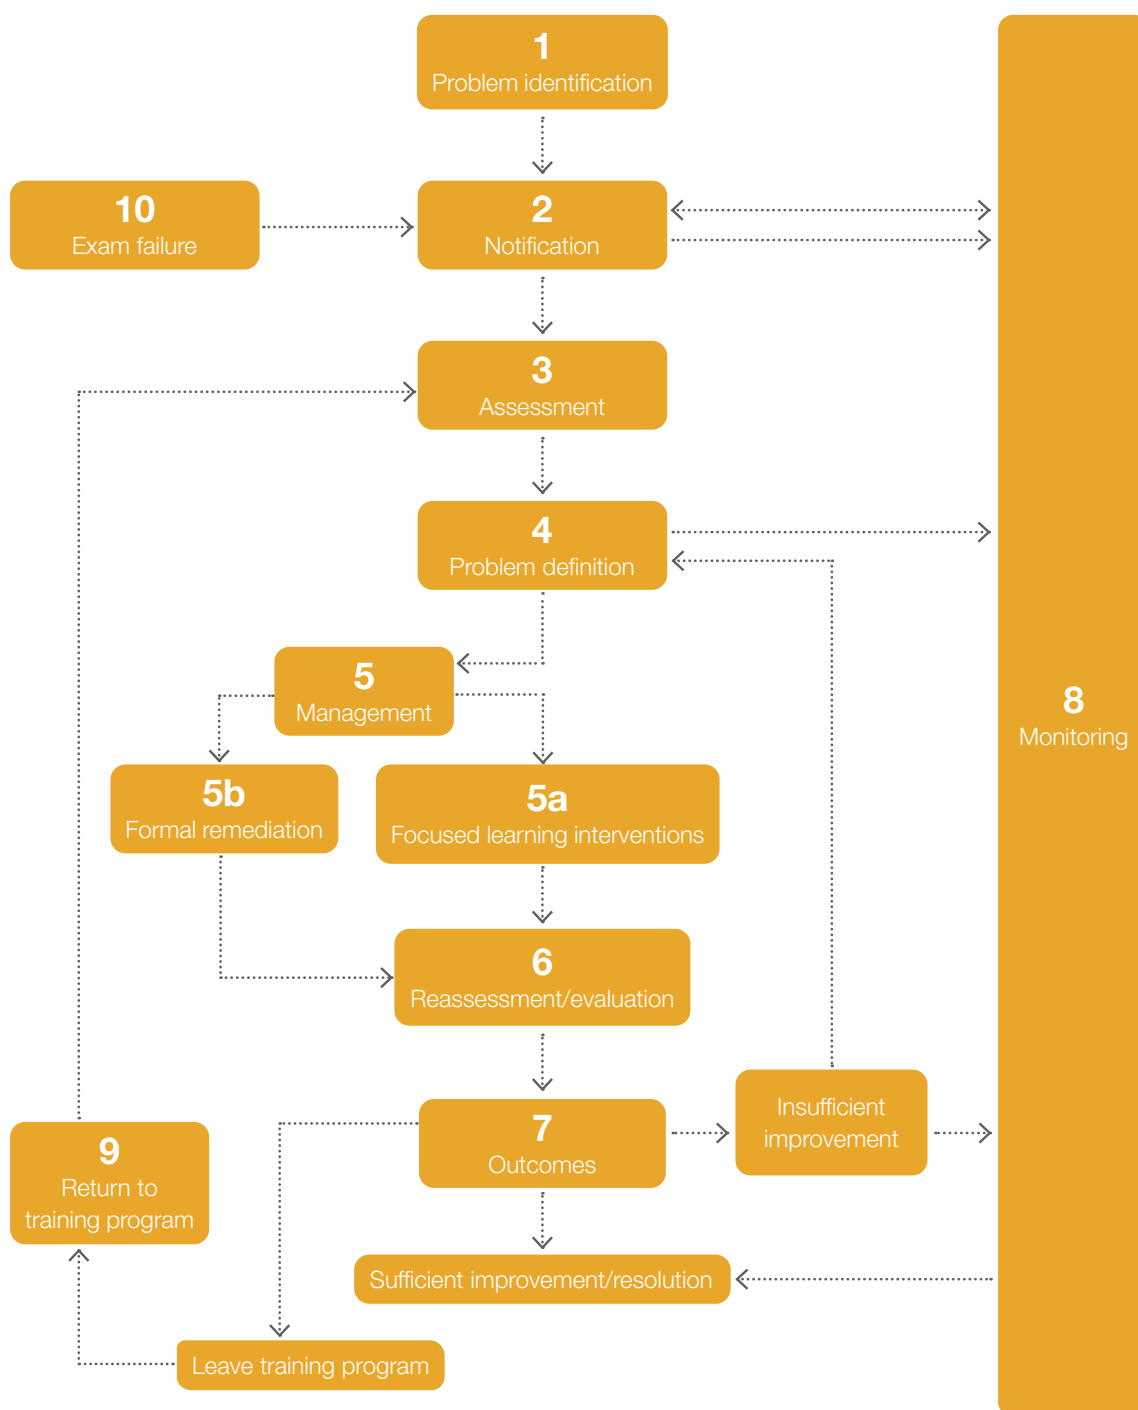 1
Problem identification
10
Exam failure
2
Notification
3
Assessment
4
Problem definition
5
Management
8
Monitoring
5b
Formal remediation
5a
Focused learning interventions
6
Reassessment/evaluation
7
Outcomes
Insufficient
improvement
9
Return to
training program
Sufficient improvement/resolution
Leave training program